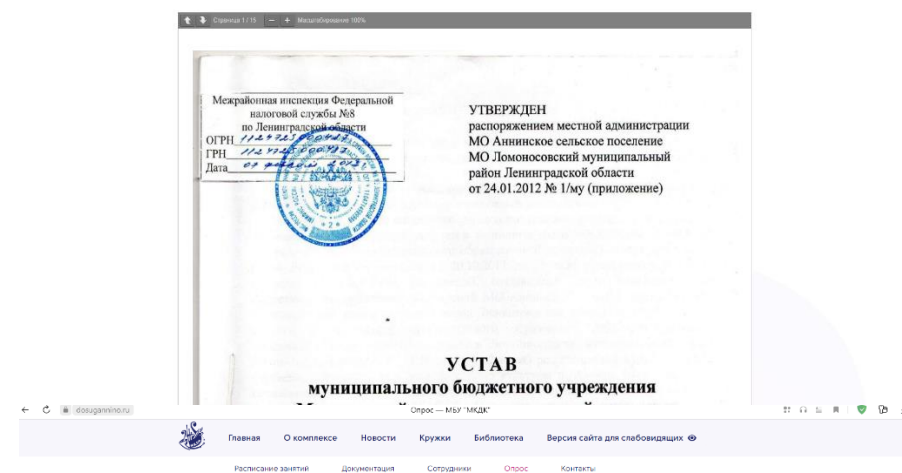 Страница 1 / 19 — + Масштабирование 100%
Межрайонная инспекция Федеральной
налоговой службы №8
по Ленинградской области
ОГРН
ГРН
Дата
УТВЕРЖДЕН
распоряжением местной администрации
МО Аннинское сельское поселение
МО Ломоносовский муниципальный
район Ленинградской области
от 24.01.2012 № 1/му (приложение)
УСТАВ
муниципального бюджетного учреждения
dosugannino.ru Опрос — МБУ "МКДК"
Главная О комплексе Новости Кружки Библиотека Версия сайта для слабовидящих
Расписание занятий Документация Сотрудники Опрос Контакты